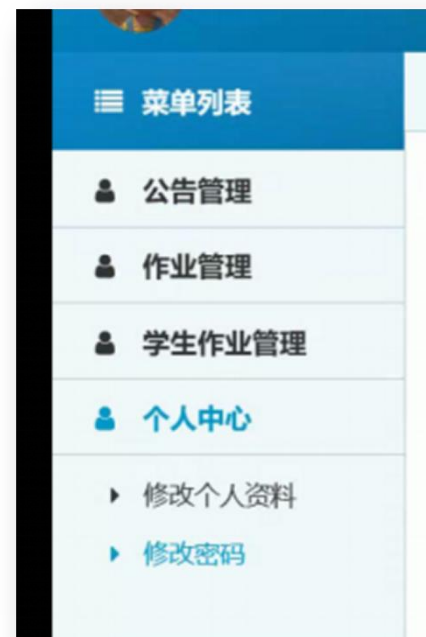 菜单列表
公告管理
作业管理
学生作业管理
个人中心
修改个人资料
修改密码